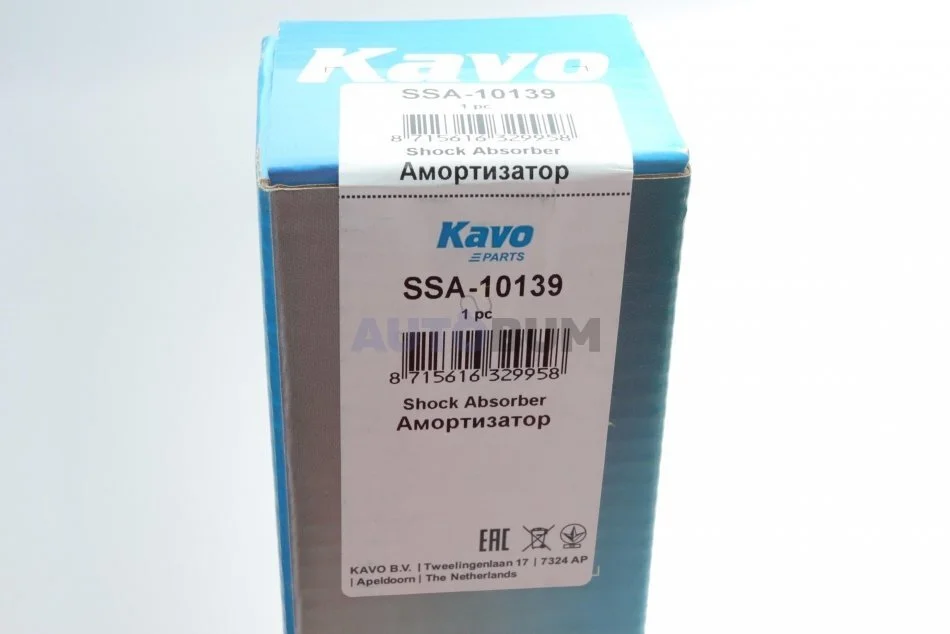 Kavo
SSA-10139
1 pc
8 715616 329958
Shock Absorber
Амортизатор
Kavo
PARTS
SSA-10139
1 pc
AUTOBUM
8 715616 329958
Shock Absorber
Амортизатор
EAC
KAVO B.V. | Tweelingenlaan 17 | 7324 AP
| Apeldoorn | The Netherlands